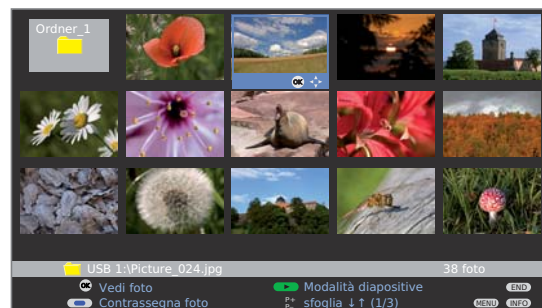 Ordner_1
OK
USB 1:\Picture_024.jpg 38 foto
OK Vedi foto Modalità diapositive END
Contrassegna foto P+ P- sfoglia ↓↑ (1/3) MENU INFO